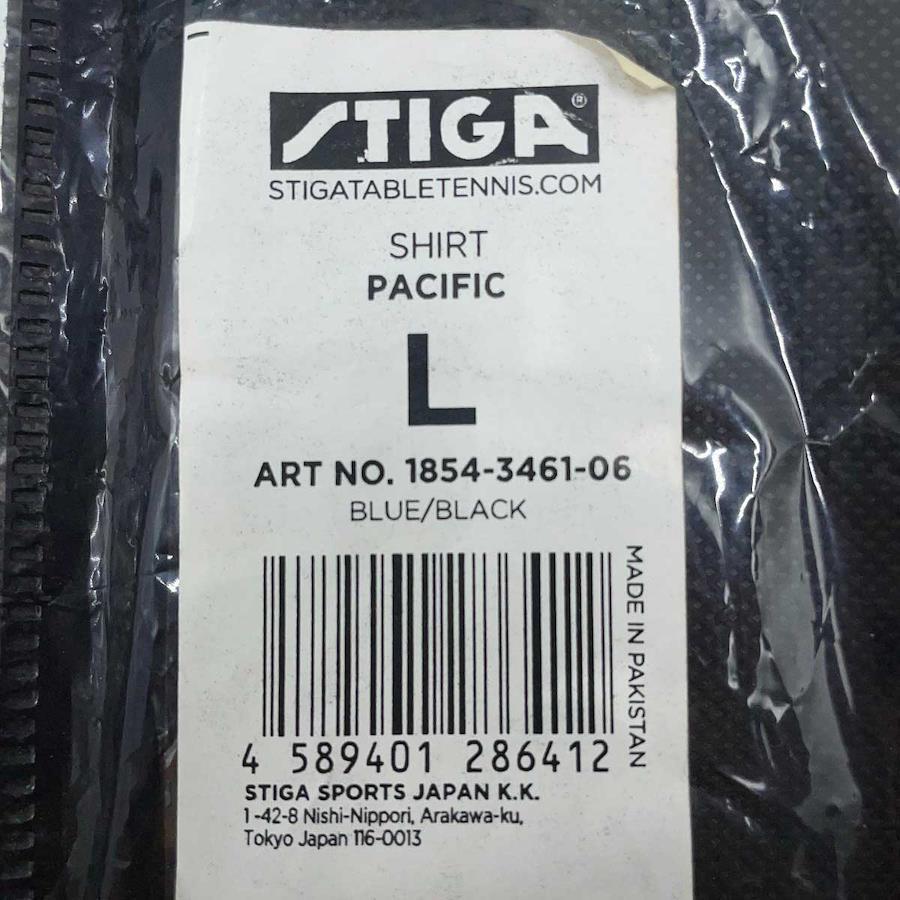 STIGA®
STIGATABLETENNIS.COM
SHIRT
PACIFIC
L
ART NO. 1854-3461-06
BLUE/BLACK
MADE IN PAKISTAN
4 589401 286412
STIGA SPORTS JAPAN K.K.
1-42-8 Nishi-Nippori, Arakawa-ku,
Tokyo Japan 116-0013